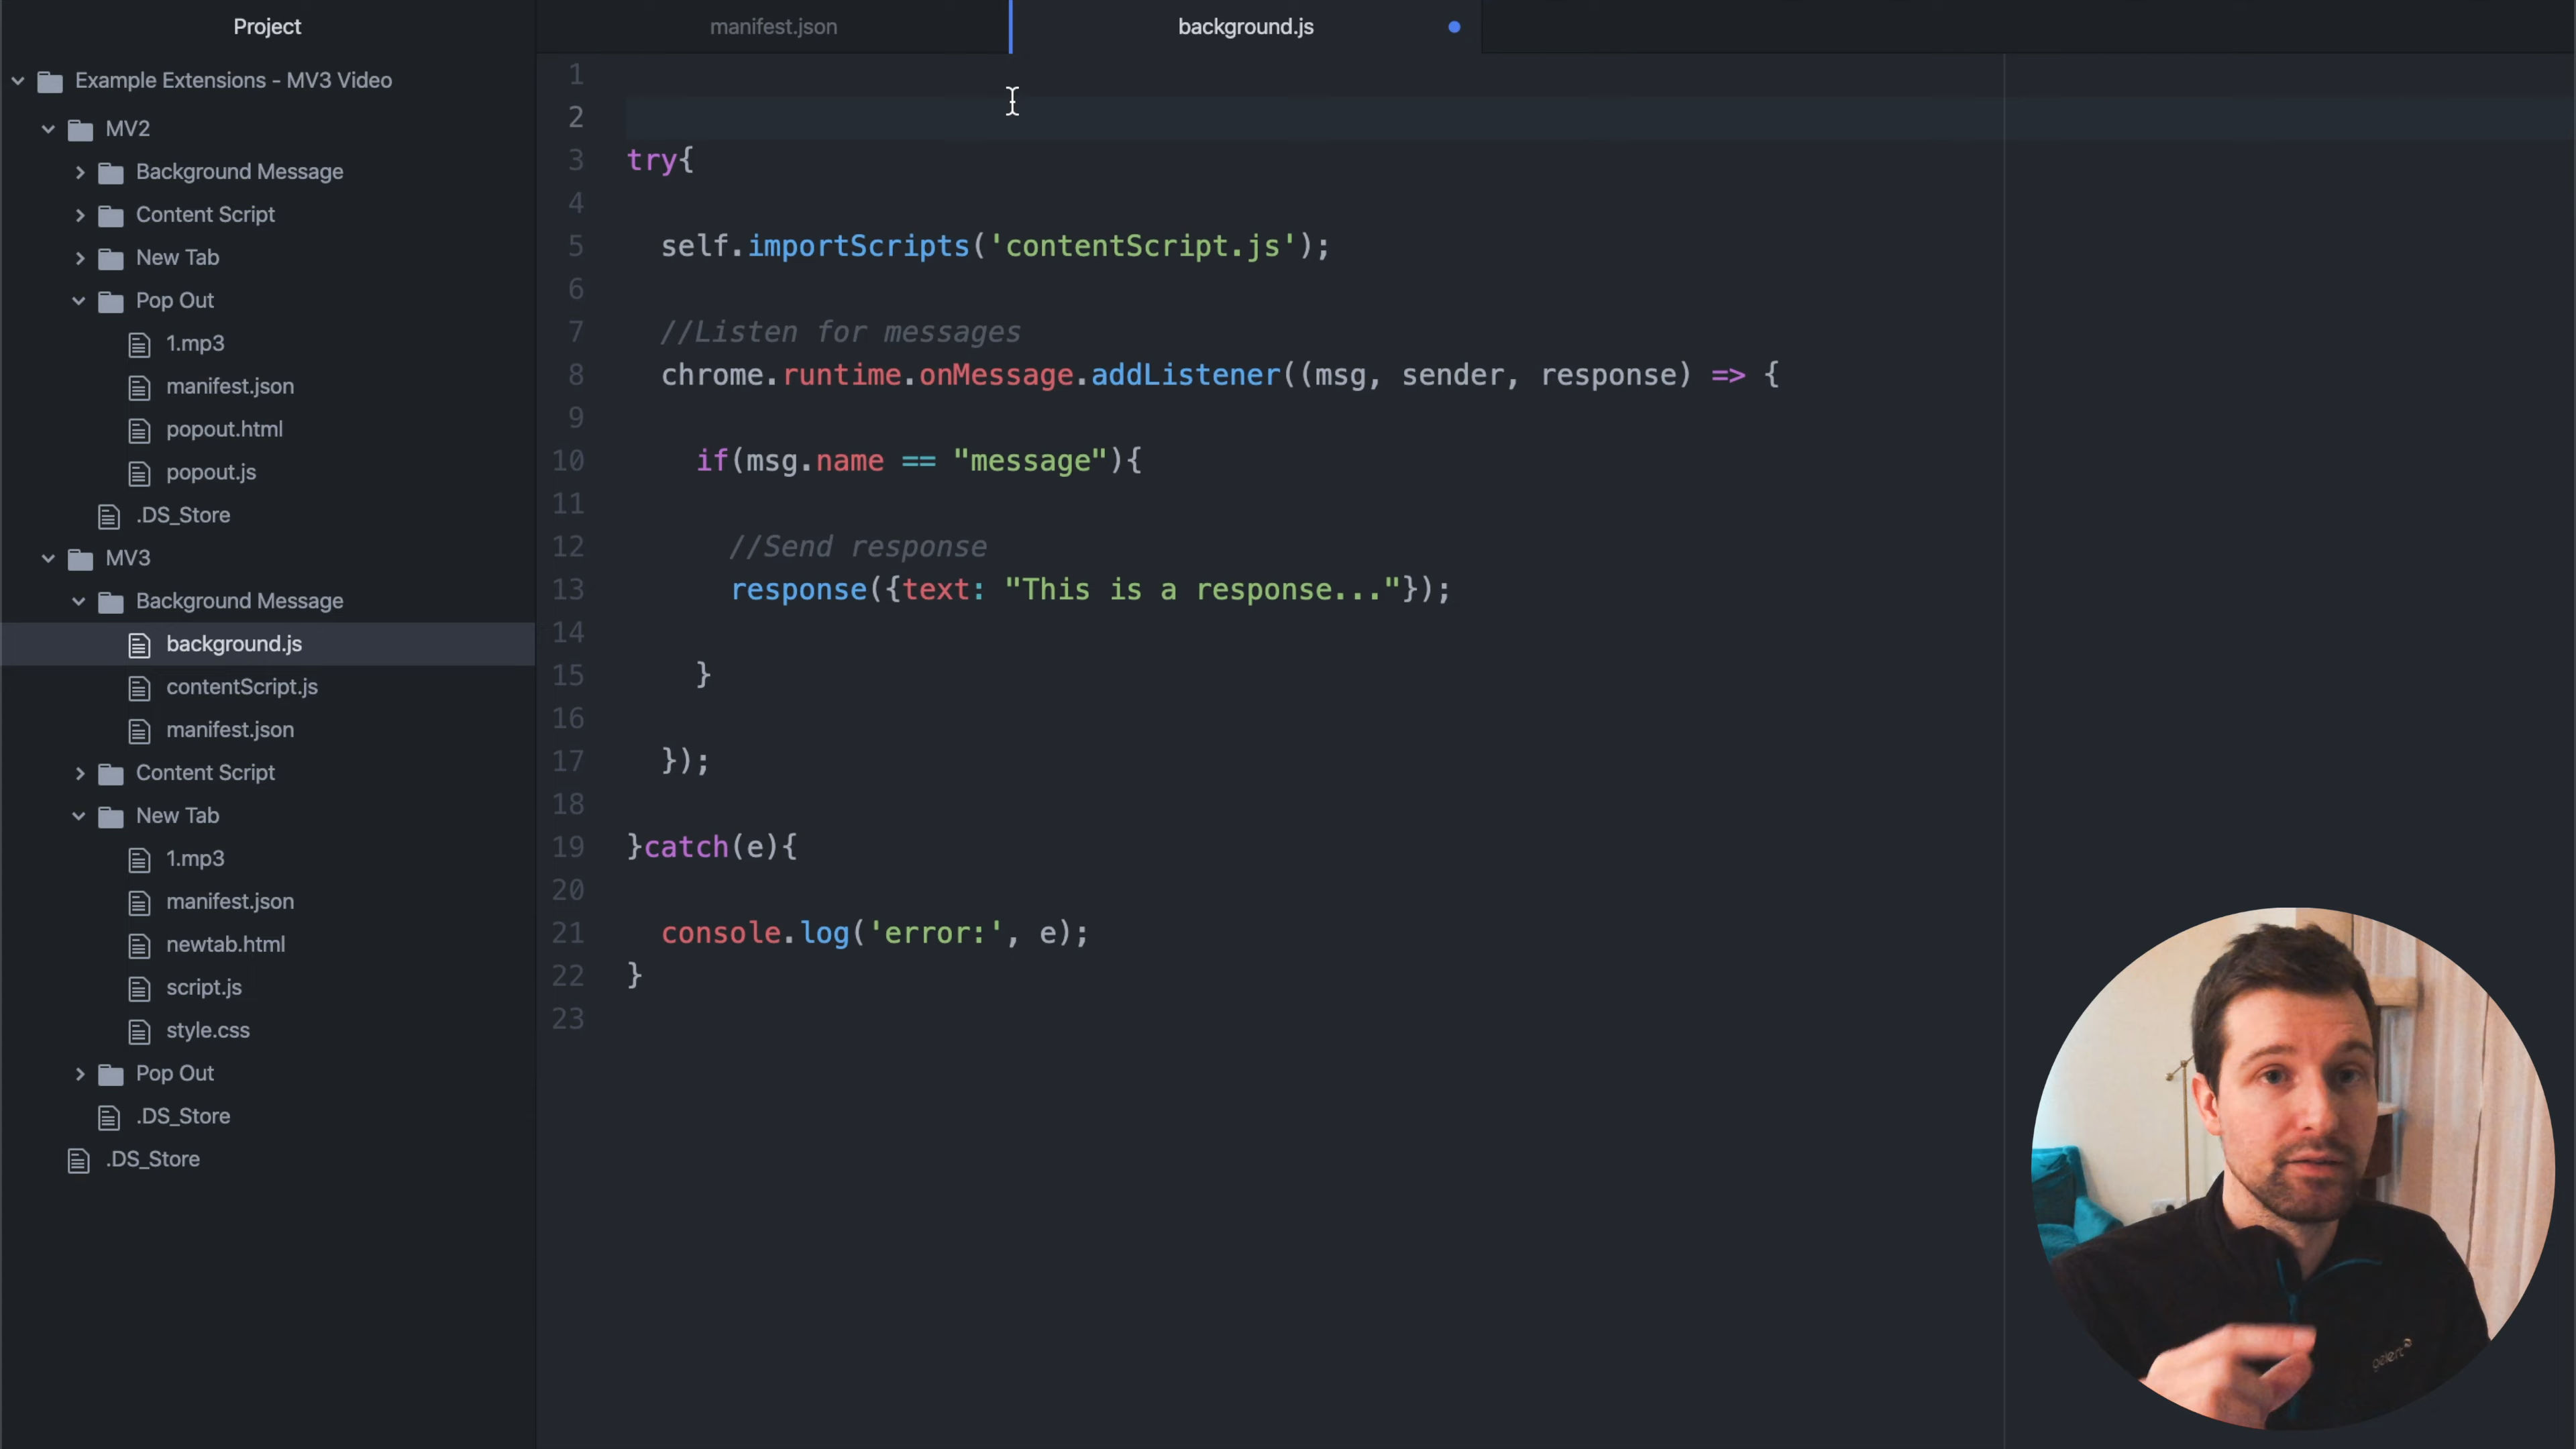 Project
Example Extensions - MV3 Video
MV2
Background Message
Content Script
New Tab
Pop Out
1.mp3
manifest.json
popout.html
popout.js
.DS_Store
MV3
Background Message
background.js
contentScript.js
manifest.json
Content Script
New Tab
1.mp3
manifest.json
newtab.html
script.js
style.css
Pop Out
.DS_Store
.DS_Store
manifest.json
background.js
1
2
3 try{
4
5 self.importScripts('contentScript.js');
6
7 //Listen for messages
8 chrome.runtime.onMessage.addListener((msg, sender, response) => {
9
10 if(msg.name == "message"){
11
12 //Send response
13 response({text: "This is a response..."});
14
15 }
16
17 });
18
19 }catch(e){
20
21 console.log('error:', e);
22 }
23
gelert